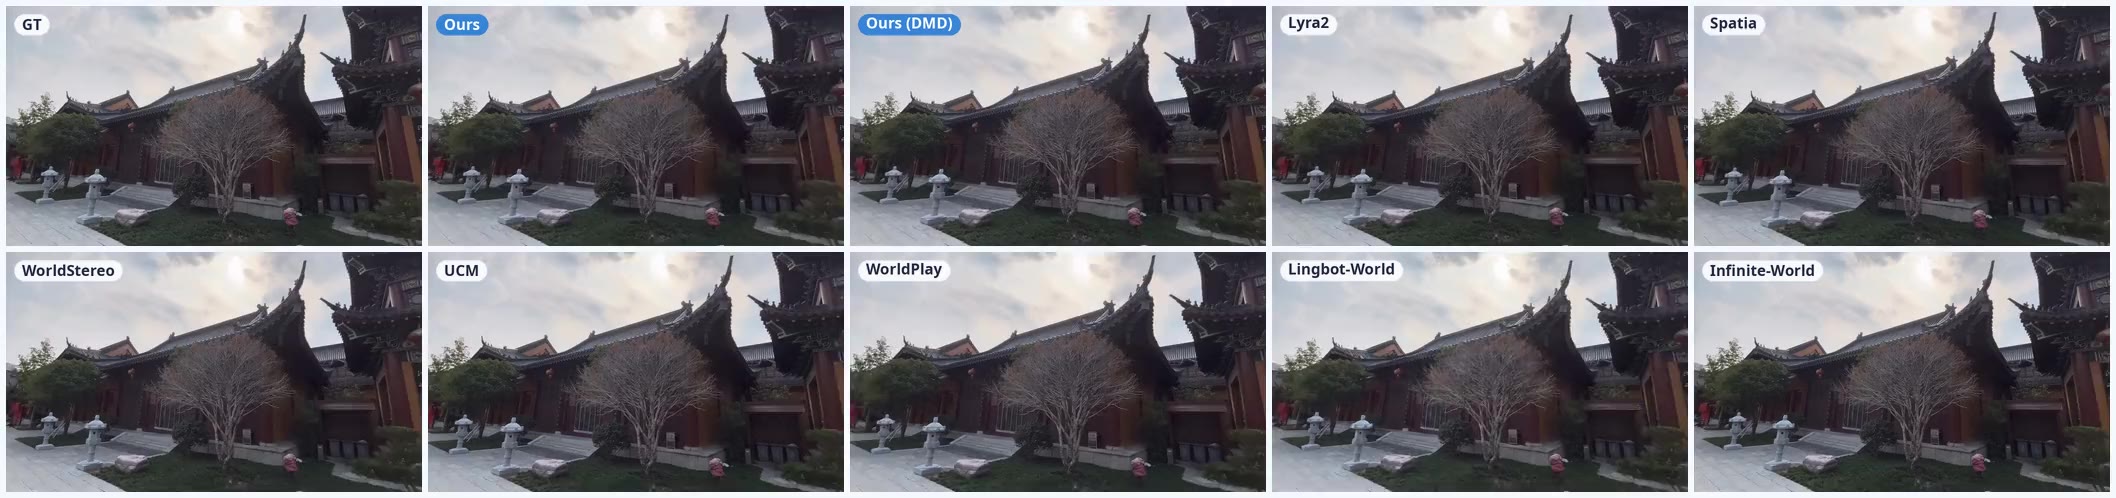 GT
Ours
Ours (DMD)
Lyra2
Spatia
WorldStereo
UCM
WorldPlay
Lingbot-World
Infinite-World